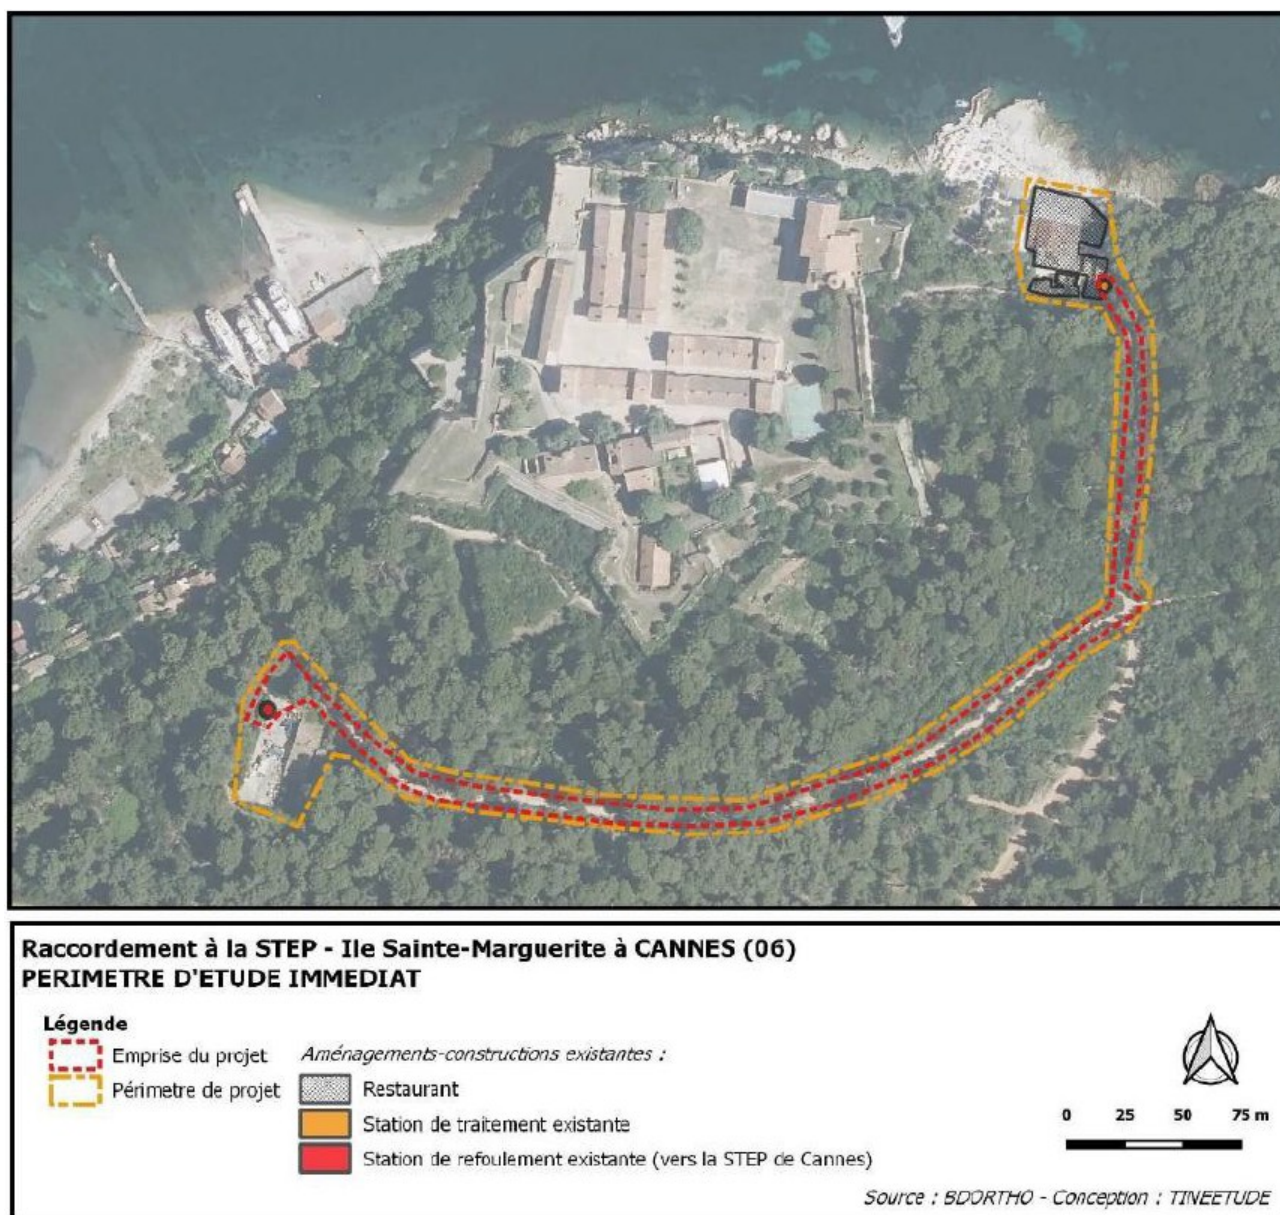 Raccordement à la STEP - Ile Sainte-Marguerite à CANNES (06)
PERIMETRE D'ETUDE IMMEDIAT
Légende
Emprise du projet
Périmetre de projet
Aménagements-constructions existantes :
Restaurant
Station de traitement existante
Station de refoulement existante (vers la STEP de Cannes)
0 25 50 75 m
Source : BDORTHO - Conception : TINEETUDE